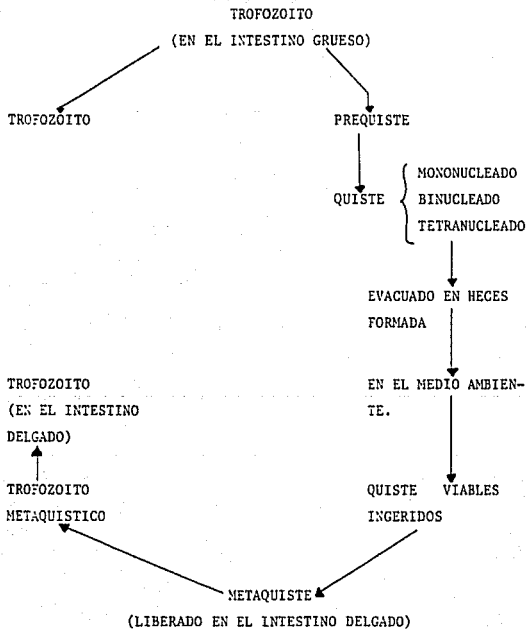 TROFOZOITO
(EN EL INTESTINO GRUESO)
TROFOZOITO
PREQUISTE
QUISTE
MONONUCLEADO
BINUCLEADO
TETRANUCLEADO
EVACUADO EN HECES
FORMADA
EN EL MEDIO AMBIEN-
TE.
QUISTE VIABLES
INGERIDOS
METAQUISTE
(LIBERADO EN EL INTESTINO DELGADO)
TROFOZOITO
METAQUISTICO
TROFOZOITO
(EN EL INTESTINO
DELGADO)